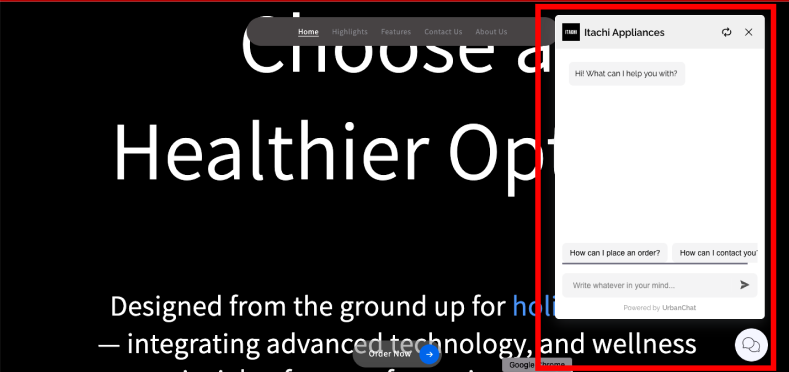 Home Highlights Features Contact Us About Us
Choose a
Healthier Opt
Designed from the ground up for holi
— integrating advanced technology, and wellness
Order Now
Google Chrome
ITACHI
Itachi Appliances
Hi! What can I help you with?
How can I place an order?
How can I contact you?
Write whatever in your mind...
Powered by UrbanChat